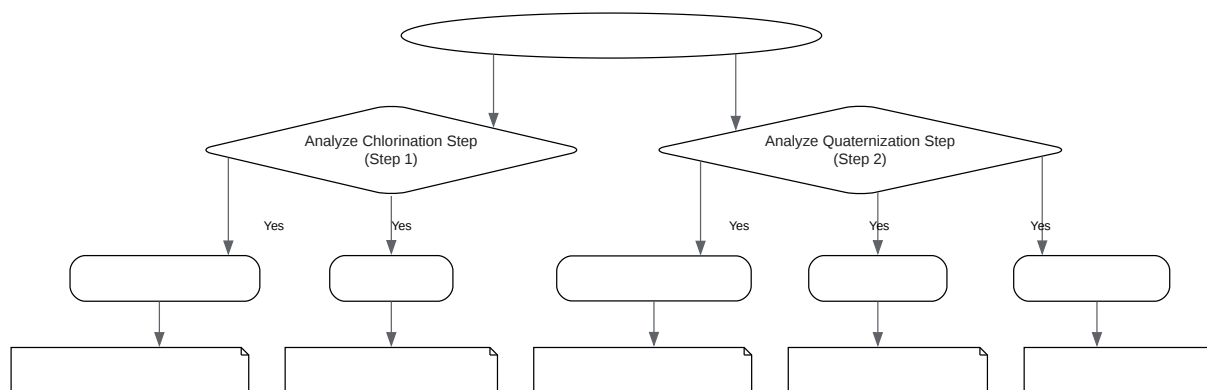 Analyze Chlorination Step
(Step 1)
Analyze Quaternization Step
(Step 2)
Yes
Yes
Yes
Yes
Yes